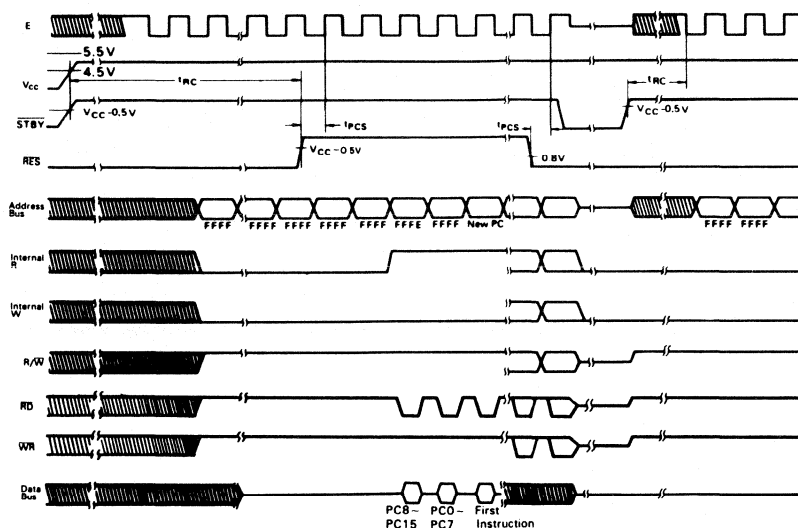 E
5.5V
4.5V
Vcc
tRC
tRC
VCC -0.5V
VCC -0.5V
STBY
tPCS
tPCS
VCC -0.5V
0.8V
RES
Address
Bus
FFFF FFFF FFFF FFFF FFFF FFFE FFFF New PC FFFF FFFF
Internal
R
Internal
W
R/W
RD
WR
Data
Bus
PC8~ PC0~ First
PC15 PC7 Instruction